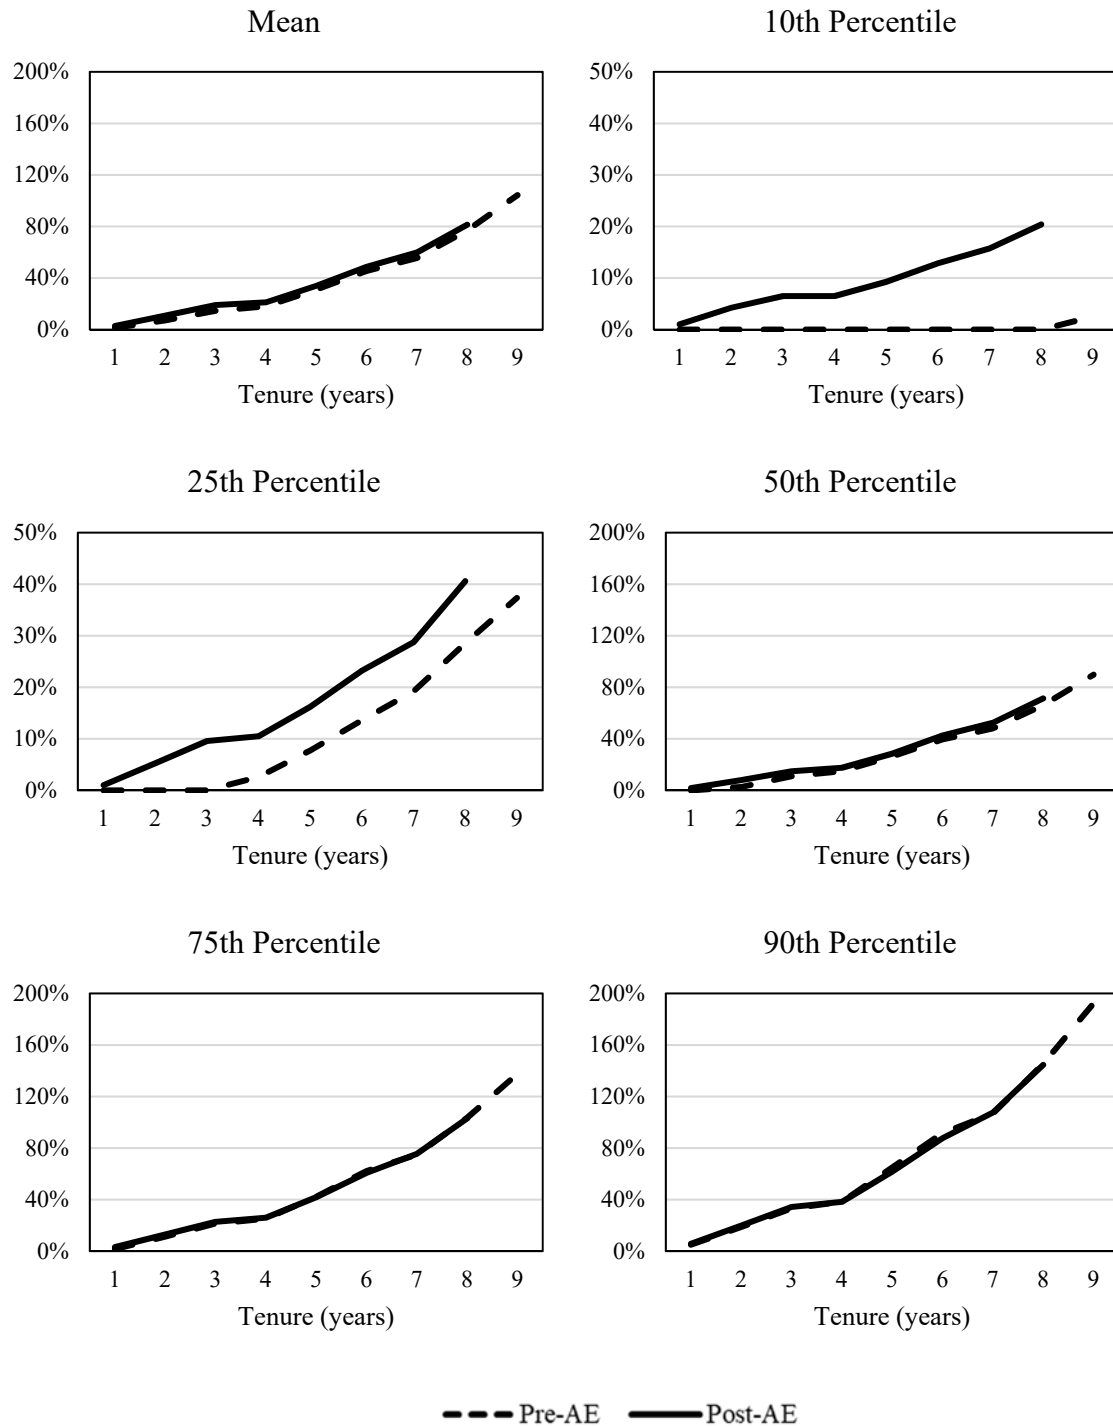 Mean
200%
160%
120%
80%
40%
0%
1 2 3 4 5 6 7 8 9
Tenure (years)
10th Percentile
50%
40%
30%
20%
10%
0%
1 2 3 4 5 6 7 8 9
Tenure (years)
25th Percentile
50%
40%
30%
20%
10%
0%
1 2 3 4 5 6 7 8 9
Tenure (years)
50th Percentile
200%
160%
120%
80%
40%
0%
1 2 3 4 5 6 7 8 9
Tenure (years)
75th Percentile
200%
160%
120%
80%
40%
0%
1 2 3 4 5 6 7 8 9
Tenure (years)
90th Percentile
200%
160%
120%
80%
40%
0%
1 2 3 4 5 6 7 8 9
Tenure (years)
Pre-AE Post-AE